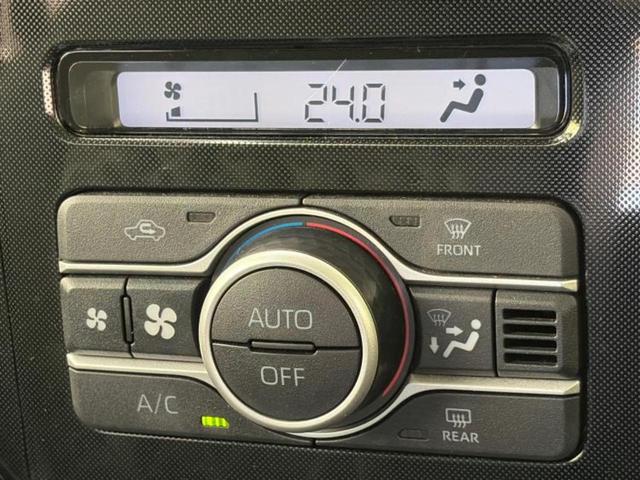 24.0
FRONT
AUTO
OFF
A/C
REAR